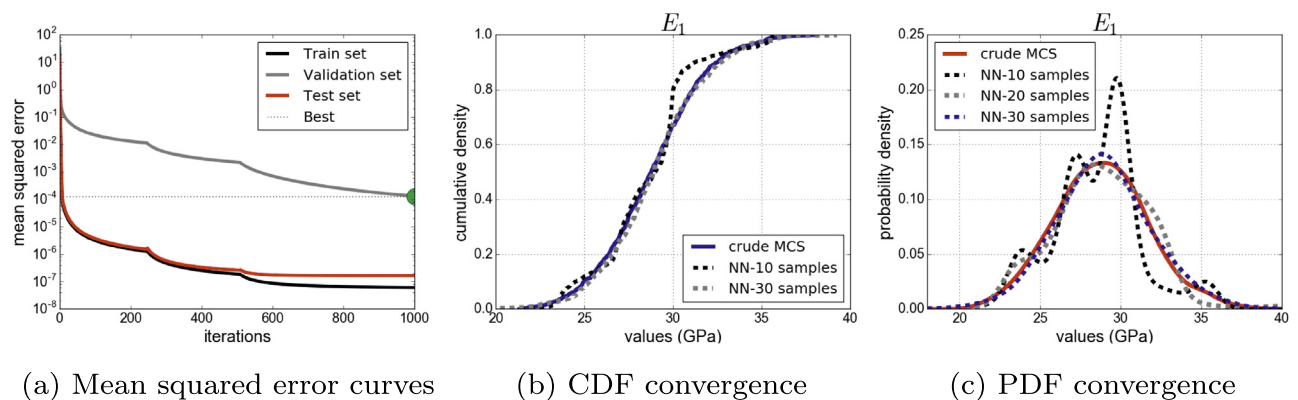 10^2
10^1
10^0
10^-1
10^-2
10^-3
10^-4
10^-5
10^-6
10^-7
10^-8
mean squared error
Train set
Validation set
Test set
Best
0 200 400 600 800 1000
iterations
(a) Mean squared error curves
E_1
1.0
0.8
0.6
0.4
0.2
0.0
cumulative density
crude MCS
NN-10 samples
NN-30 samples
20 25 30 35 40
values (GPa)
(b) CDF convergence
E_1
0.25
0.20
0.15
0.10
0.05
0.00
probability density
crude MCS
NN-10 samples
NN-20 samples
NN-30 samples
20 25 30 35 40
values (GPa)
(c) PDF convergence